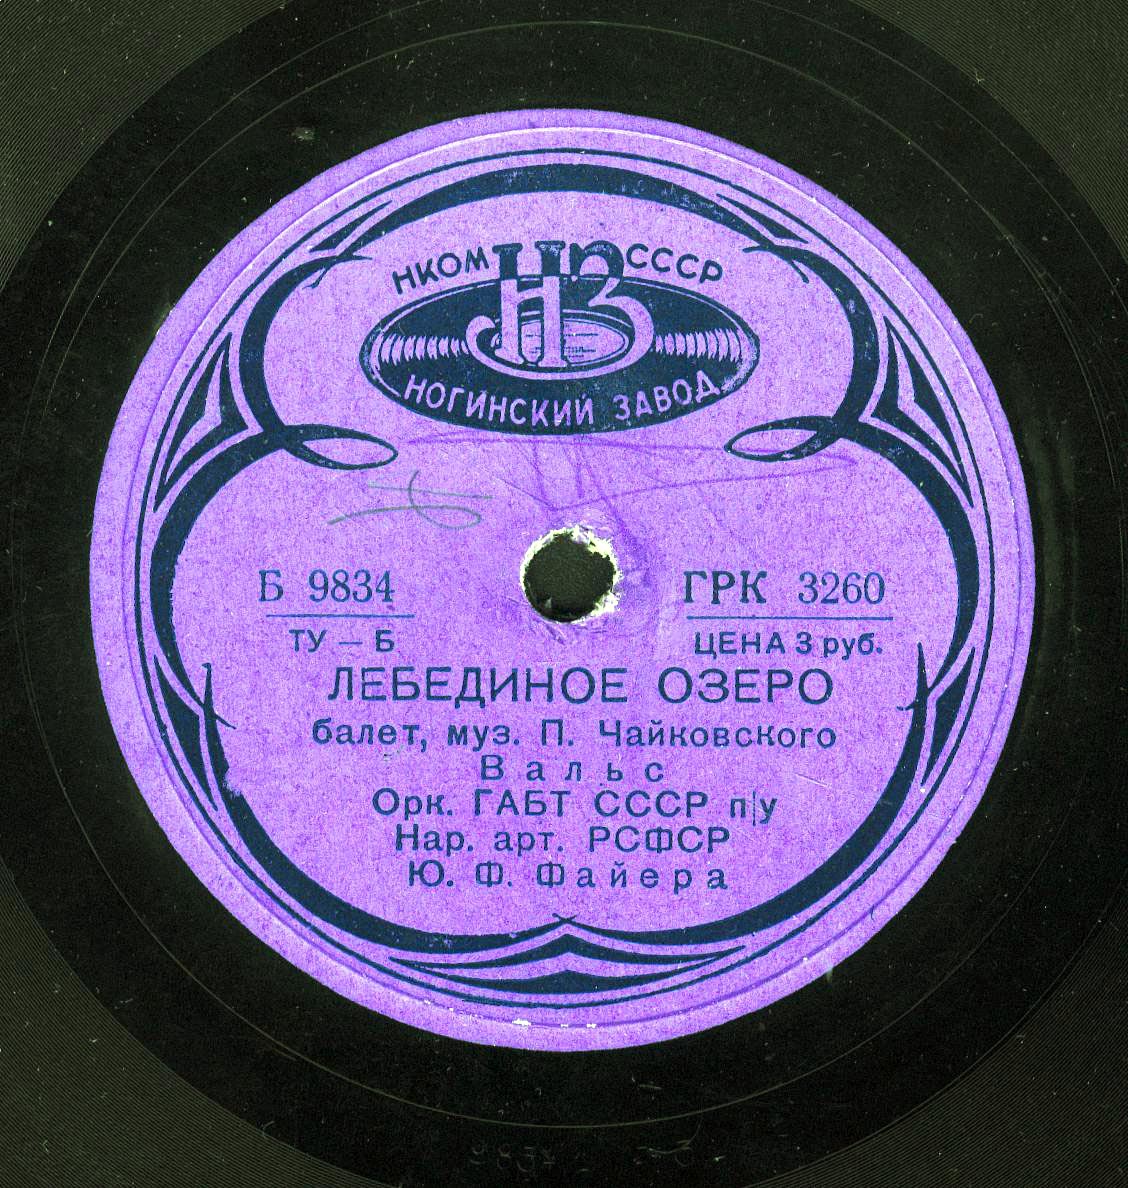 НКОМ НЗ СССР
НОГИНСКИЙ ЗАВОД
Б 9834 ГРК 3260
ТУ — Б ЦЕНА 3 руб.
ЛЕБЕДИНОЕ ОЗЕРО
балет, муз. П. Чайковского
Вальс
Орк. ГАБТ СССР п/у
Нар. арт. РСФСР
Ю. Ф. Файера